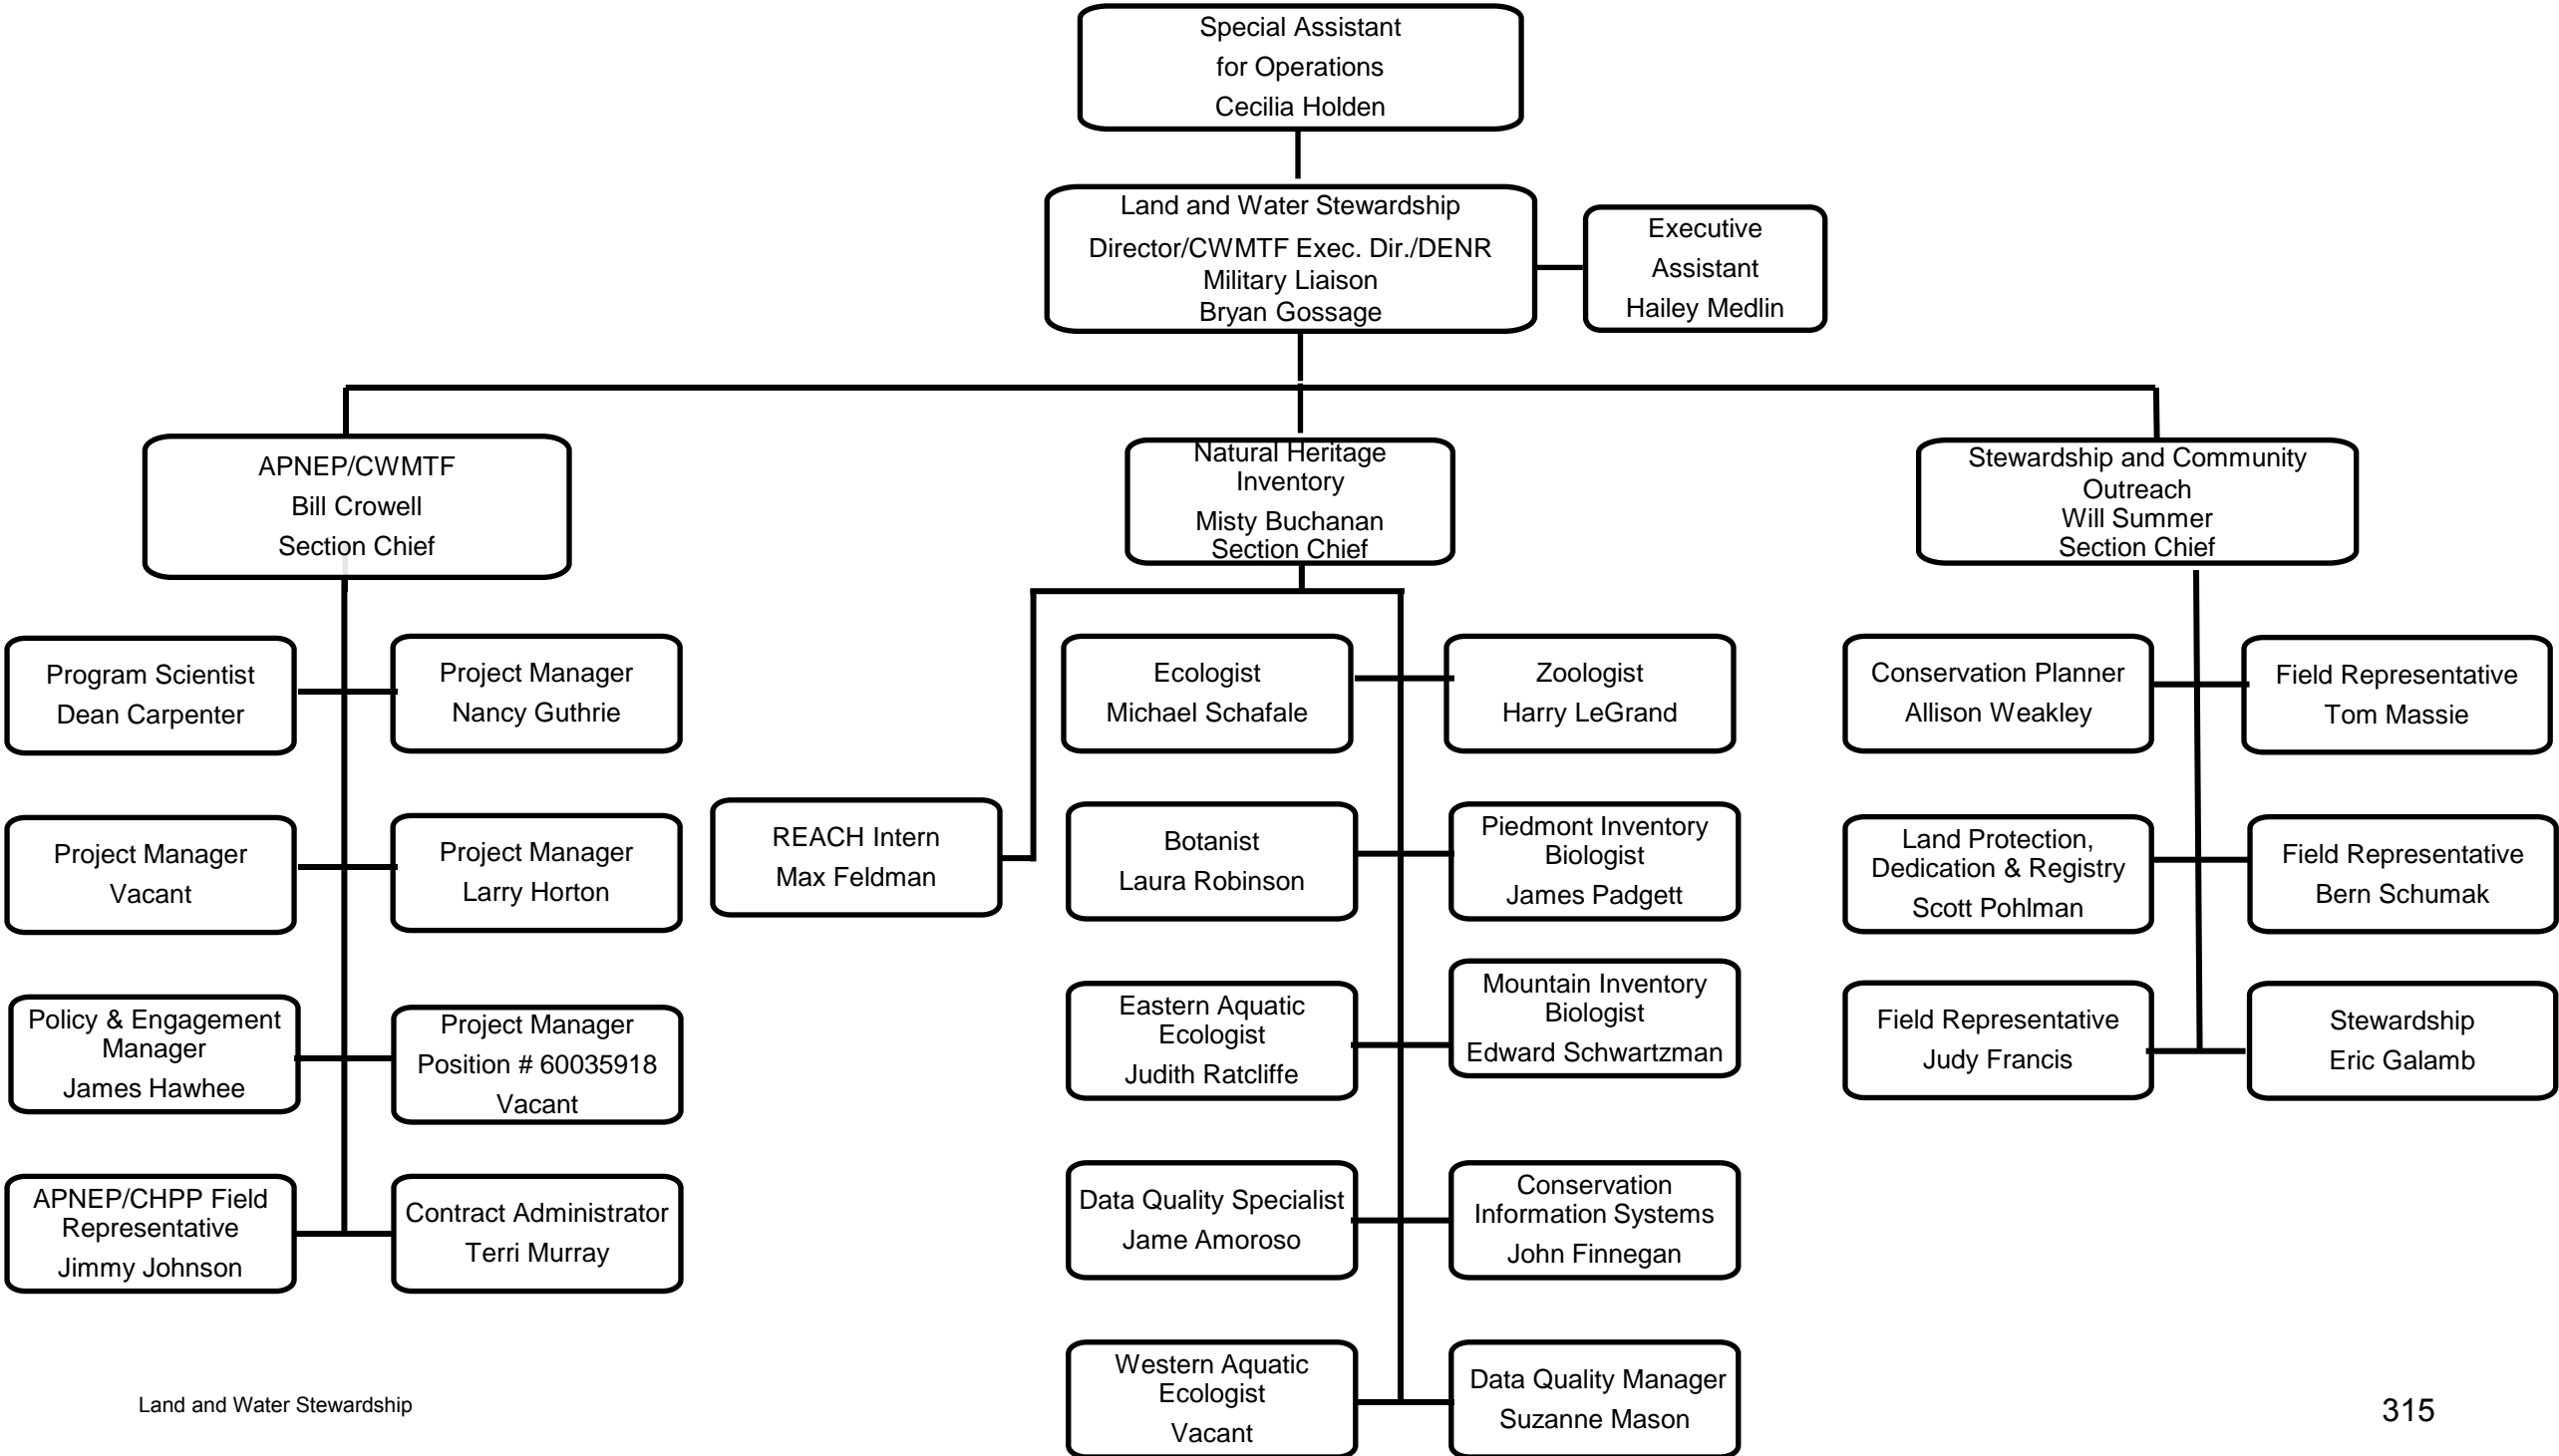 Special Assistant
for Operations
Cecilia Holden
Land and Water Stewardship
Director/CWMTF Exec. Dir./DENR
Military Liaison
Bryan Gossage
Executive
Assistant
Hailey Medlin
APNEP/CWMTF
Bill Crowell
Section Chief
Natural Heritage
Inventory
Misty Buchanan
Section Chief
Stewardship and Community
Outreach
Will Summer
Section Chief
Program Scientist
Dean Carpenter
Project Manager
Nancy Guthrie
Project Manager
Vacant
Project Manager
Larry Horton
Policy & Engagement
Manager
James Hawhee
Project Manager
Position # 60035918
Vacant
APNEP/CHPP Field
Representative
Jimmy Johnson
Contract Administrator
Terri Murray
REACH Intern
Max Feldman
Ecologist
Michael Schafale
Zoologist
Harry LeGrand
Botanist
Laura Robinson
Piedmont Inventory
Biologist
James Padgett
Eastern Aquatic
Ecologist
Judith Ratcliffe
Mountain Inventory
Biologist
Edward Schwartzman
Data Quality Specialist
Jame Amoroso
Conservation
Information Systems
John Finnegan
Western Aquatic
Ecologist
Vacant
Data Quality Manager
Suzanne Mason
Conservation Planner
Allison Weakley
Field Representative
Tom Massie
Land Protection,
Dedication & Registry
Scott Pohlman
Field Representative
Bern Schumak
Field Representative
Judy Francis
Stewardship
Eric Galamb
Land and Water Stewardship
315